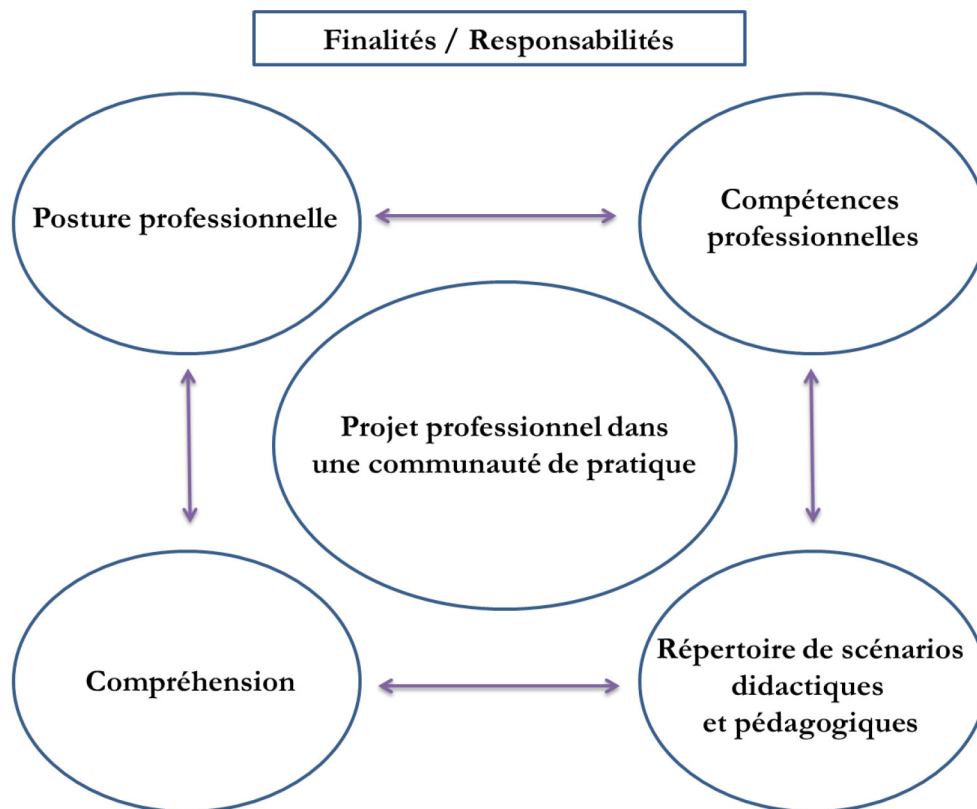 Finalités / Responsabilités
Posture professionnelle
Compétences
professionnelles
Projet professionnel dans
une communauté de pratique
Compréhension
Répertoire de scénarios
didactiques
et pédagogiques